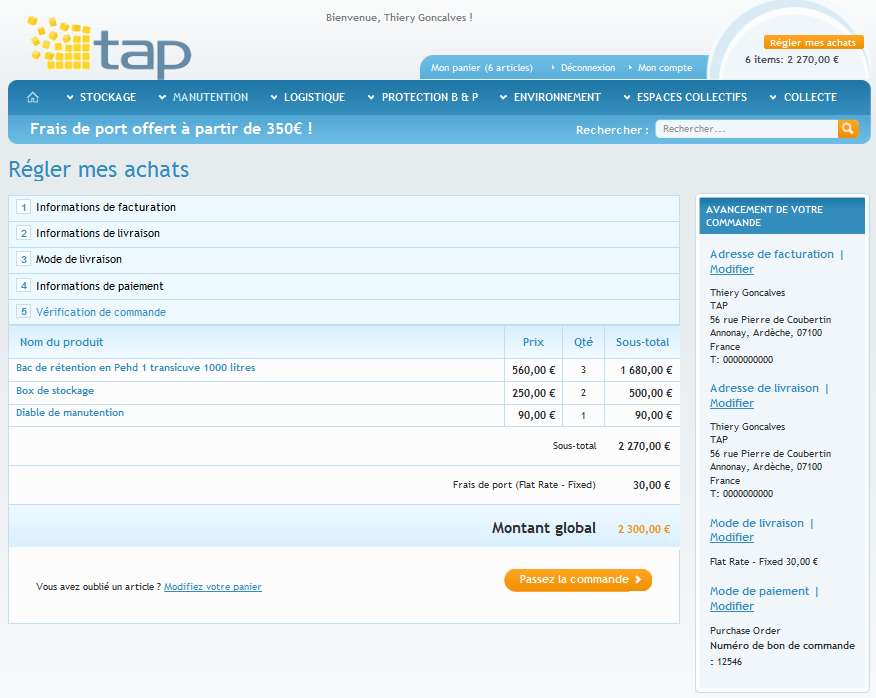 Bienvenue, Thiery Goncalves !
tap
Régler mes achats
6 items: 2 270,00 €
Mon panier (6 articles)
Déconnexion
Mon compte
STOCKAGE
MANUTENTION
LOGISTIQUE
PROTECTION B & P
ENVIRONNEMENT
ESPACES COLLECTIFS
COLLECTE
Frais de port offert à partir de 350€ !
Rechercher :
Rechercher...
Régler mes achats
1 Informations de facturation
2 Informations de livraison
3 Mode de livraison
4 Informations de paiement
5 Vérification de commande
Nom du produit Prix Qté Sous-total
Bac de rétention en Pehd 1 transicuve 1000 litres 560,00 € 3 1 680,00 €
Box de stockage 250,00 € 2 500,00 €
Diable de manutention 90,00 € 1 90,00 €
Sous-total 2 270,00 €
Frais de port (Flat Rate - Fixed) 30,00 €
Montant global 2 300,00 €
Vous avez oublié un article ? Modifiez votre panier
Passez la commande
AVANCEMENT DE VOTRE
COMMANDE
Adresse de facturation |
Modifier
Thiery Goncalves
TAP
56 rue Pierre de Coubertin
Annonay, Ardèche, 07100
France
T: 0000000000
Adresse de livraison |
Modifier
Thiery Goncalves
TAP
56 rue Pierre de Coubertin
Annonay, Ardèche, 07100
France
T: 0000000000
Mode de livraison |
Modifier
Flat Rate - Fixed 30,00 €
Mode de paiement |
Modifier
Purchase Order
Numéro de bon de commande
: 12546